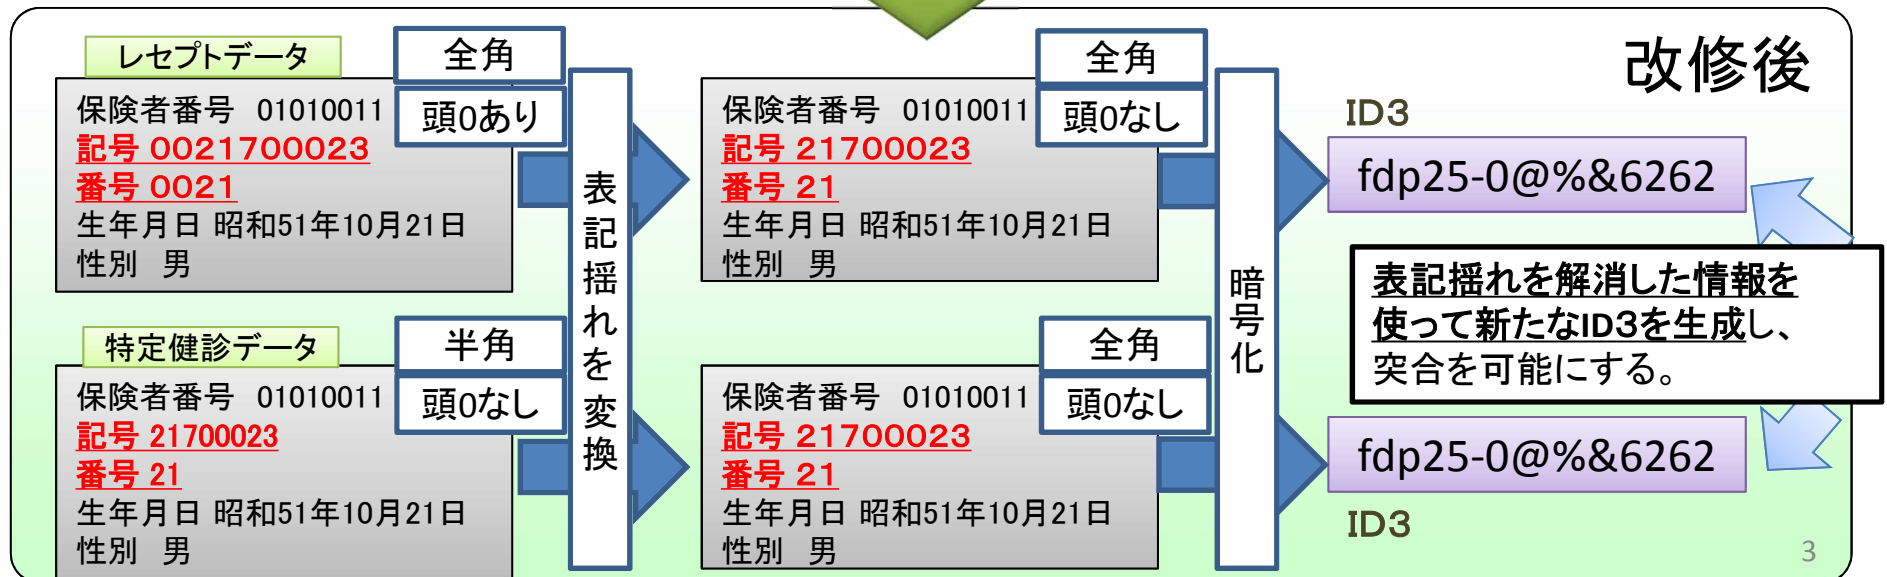 改修後
レセプトデータ
全角
頭0あり
保険者番号 01010011
記号 ００２１７０００２３
番号 ００２１
生年月日 昭和51年10月21日
性別 男
特定健診データ
半角
頭0なし
保険者番号 01010011
記号 21700023
番号 21
生年月日 昭和51年10月21日
性別 男
表記揺れを変換
全角
頭0なし
保険者番号 01010011
記号 ２１７０００２３
番号 ２１
生年月日 昭和51年10月21日
性別 男
全角
頭0なし
保険者番号 01010011
記号 ２１７０００２３
番号 ２１
生年月日 昭和51年10月21日
性別 男
暗号化
ID３
fdp25-0@%&6262
表記揺れを解消した情報を
使って新たなID３を生成し、
突合を可能にする。
fdp25-0@%&6262
ID３
3